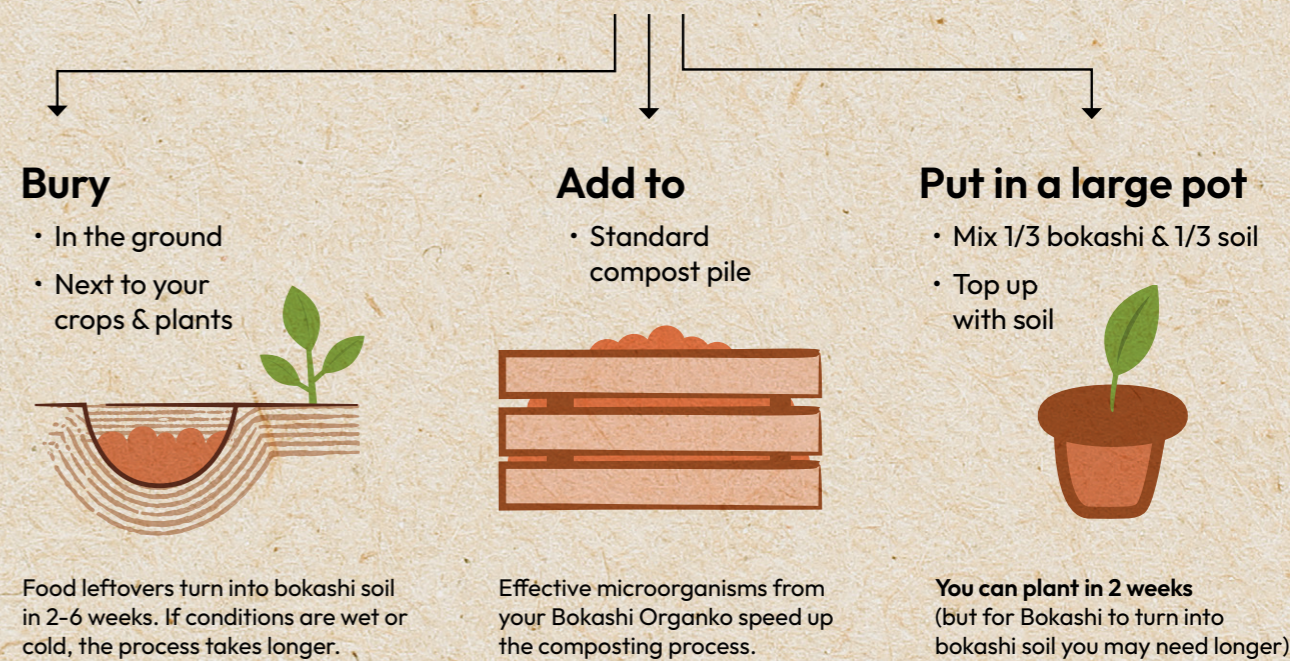 Bury
• In the ground
• Next to your
crops & plants
Food leftovers turn into bokashi soil
in 2-6 weeks. If conditions are wet or
cold, the process takes longer.
Add to
• Standard
compost pile
Effective microorganisms from
your Bokashi Organko speed up
the composting process.
Put in a large pot
• Mix 1/3 bokashi & 1/3 soil
• Top up
with soil
You can plant in 2 weeks
(but for Bokashi to turn into
bokashi soil you may need longer)